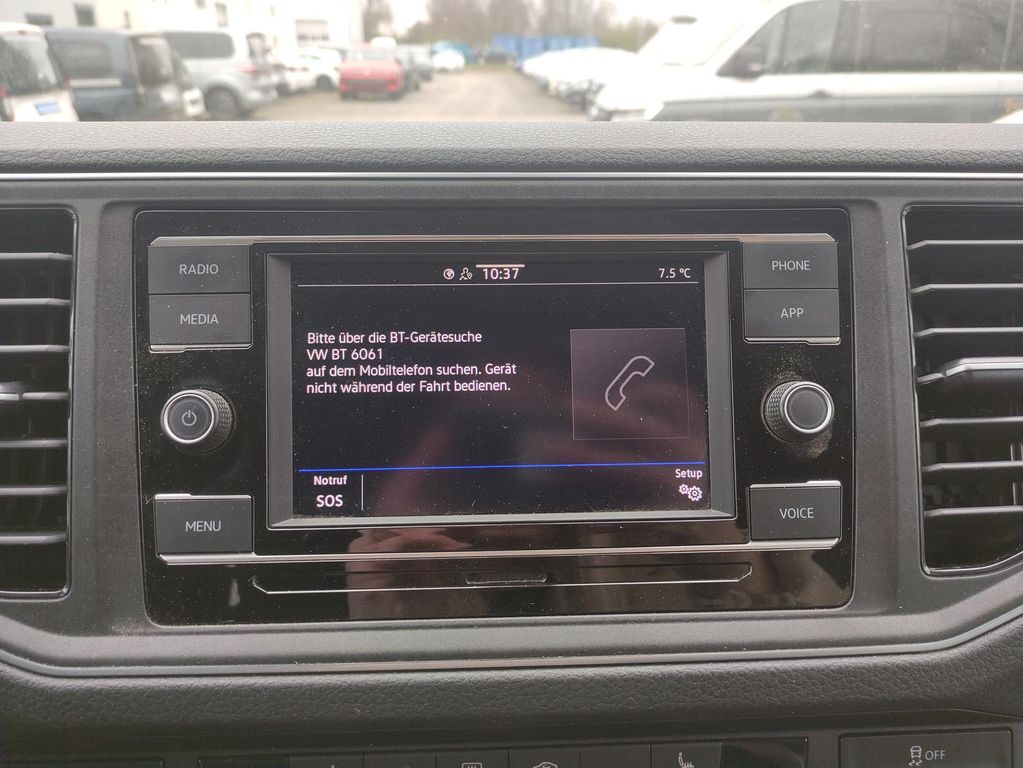 RADIO
MEDIA
MENU
10:37
7.5 °C
Bitte über die BT-Gerätesuche
VW BT 6061
auf dem Mobiltelefon suchen. Gerät
nicht während der Fahrt bedienen.
Notruf
SOS
Setup
PHONE
APP
VOICE
OFF